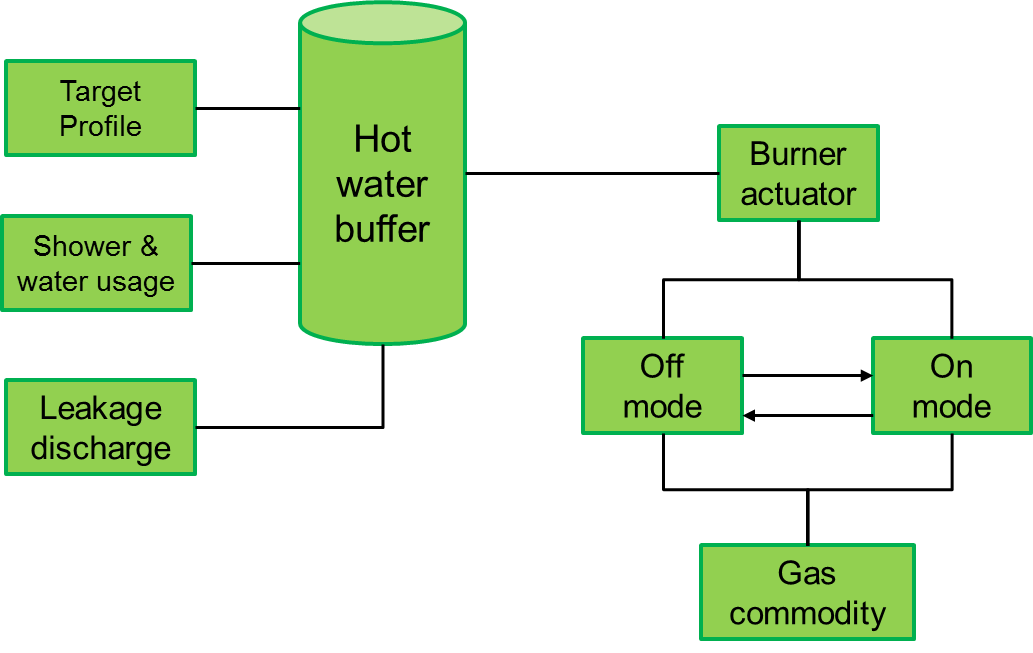 Target
Profile
Hot
water
buffer
Burner
actuator
Shower &
water usage
Off
mode
On
mode
Leakage
discharge
Gas
commodity